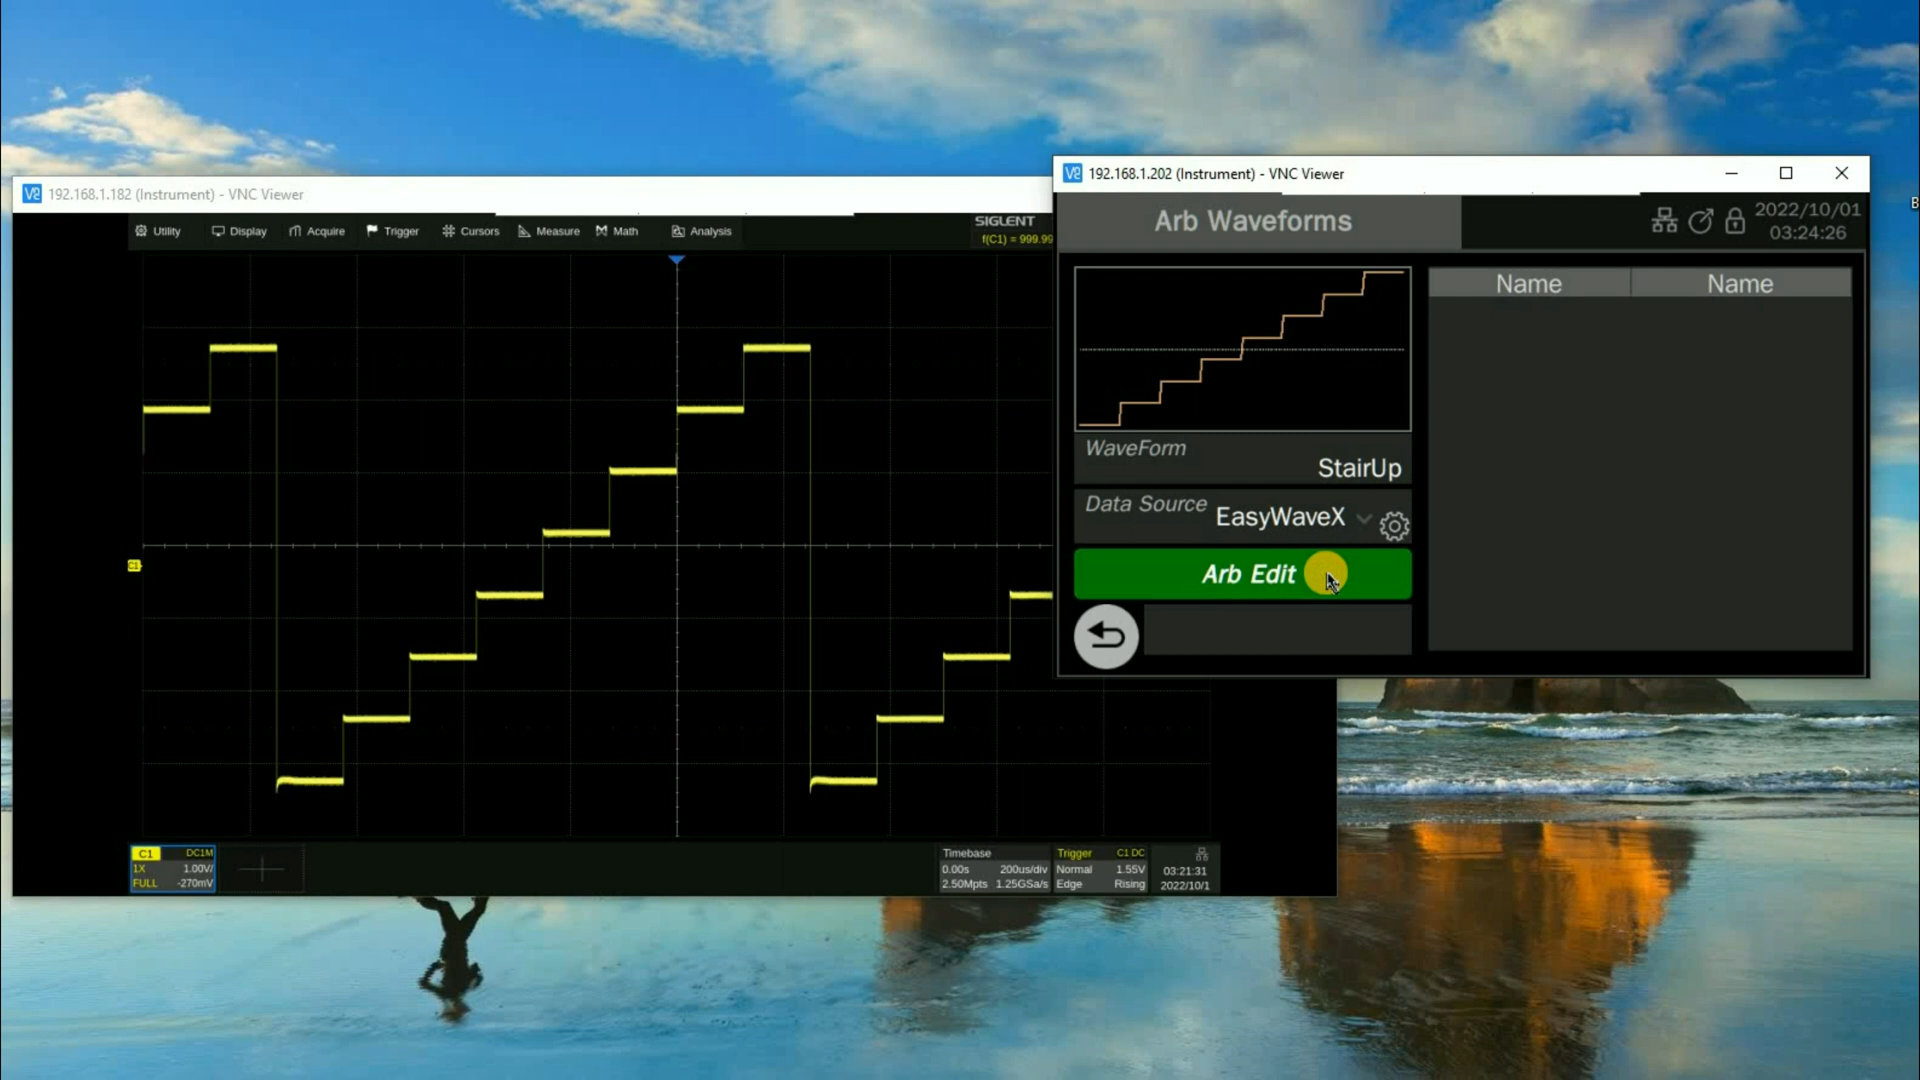 192.168.1.182 (Instrument) - VNC Viewer
Utility
Display
Acquire
Trigger
Cursors
Measure
Math
Analysis
SIGLENT
f(C1) = 999.99
C1
C1 DC1M
1X 1.00V/
FULL -270mV
Timebase
0.00s 200us/div
2.50Mpts 1.25GSa/s
Trigger C1 DC
Normal 1.55V
Edge Rising
03:21:31
2022/10/1
192.168.1.202 (Instrument) - VNC Viewer
Arb Waveforms
2022/10/01
03:24:26
WaveForm
StairUp
Data Source EasyWaveX
Arb Edit
Name Name
B